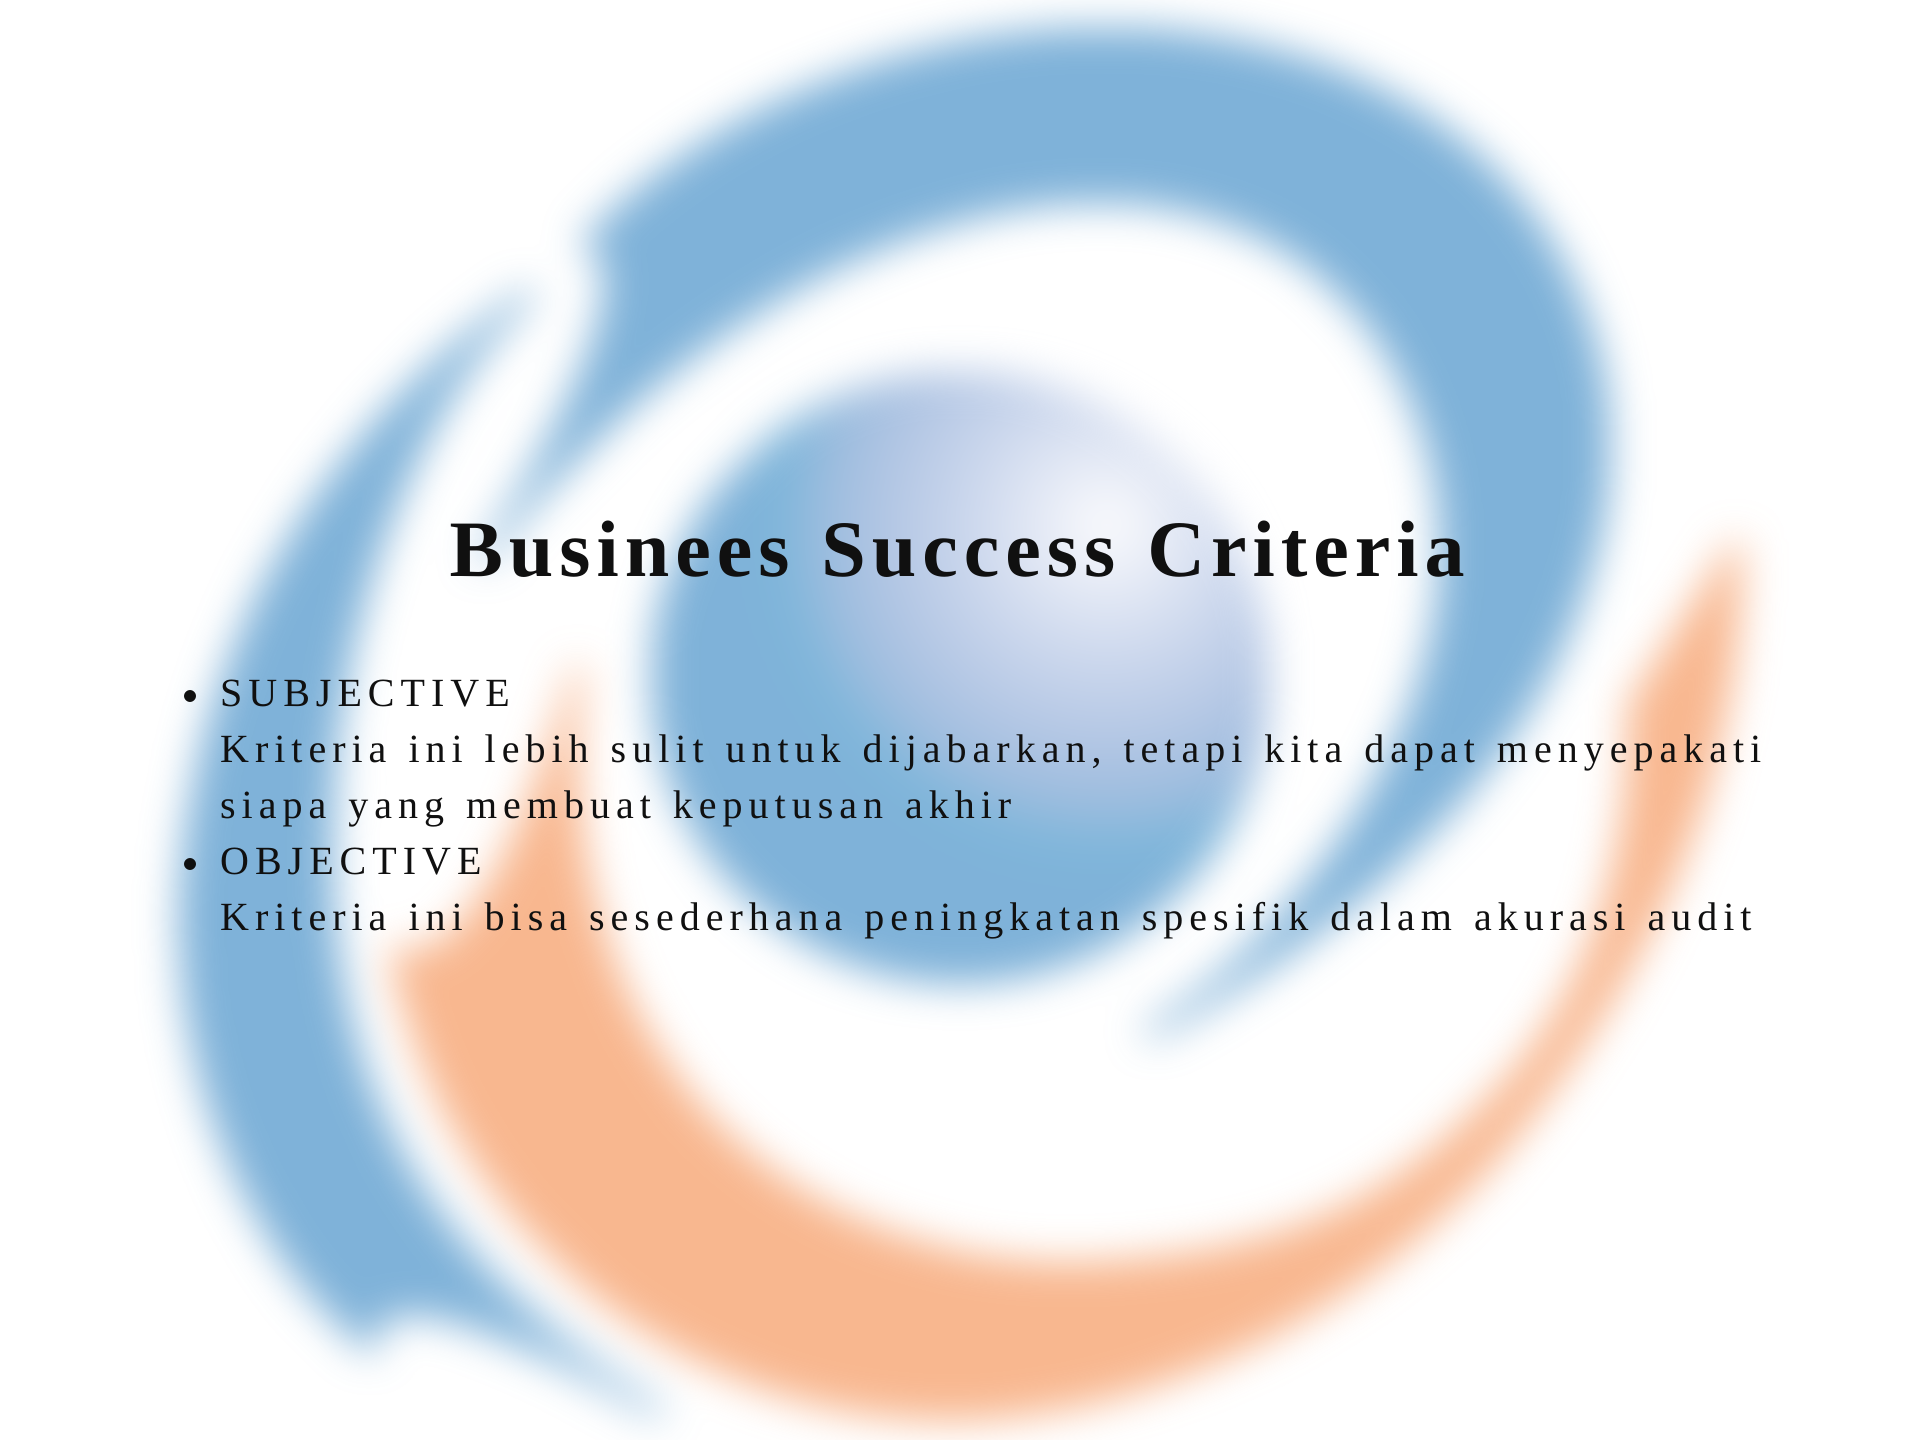 Businees Success Criteria
• SUBJECTIVE
Kriteria ini lebih sulit untuk dijabarkan, tetapi kita dapat menyepakati
siapa yang membuat keputusan akhir
• OBJECTIVE
Kriteria ini bisa sesederhana peningkatan spesifik dalam akurasi audit